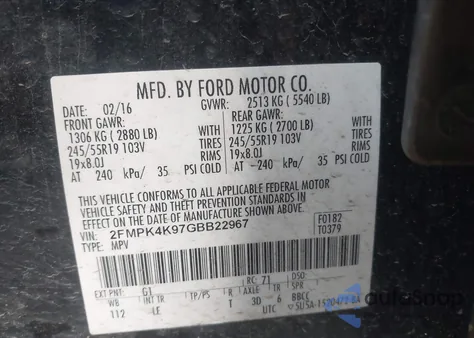 MFD. BY FORD MOTOR CO.
DATE: 02/16 GVWR: 2513 KG ( 5540 LB)
FRONT GAWR: REAR GAWR:
1306 KG ( 2880 LB) WITH 1225 KG ( 2700 LB) WITH
245/55R19 103V TIRES 245/55R19 103V TIRES
19x8.0J RIMS 19x8.0J RIMS
AT 240 kPa/ 35 PSI COLD AT 240 kPa/ 35 PSI COLD
THIS VEHICLE CONFORMS TO ALL APPLICABLE FEDERAL MOTOR
VEHICLE SAFETY AND THEFT PREVENTION STANDARDS IN
EFFECT ON THE DATE OF MANUFACTURE SHOWN ABOVE.
VIN: 2FMPK4K97GBB22967 F0182
TYPE: MPV T0379
EXT PNT: G1 RC: 71 DSO:
WB INT TR TP/PS R AXLE TR
112 LE T 3D 6 BBCC
UTC
autosnap